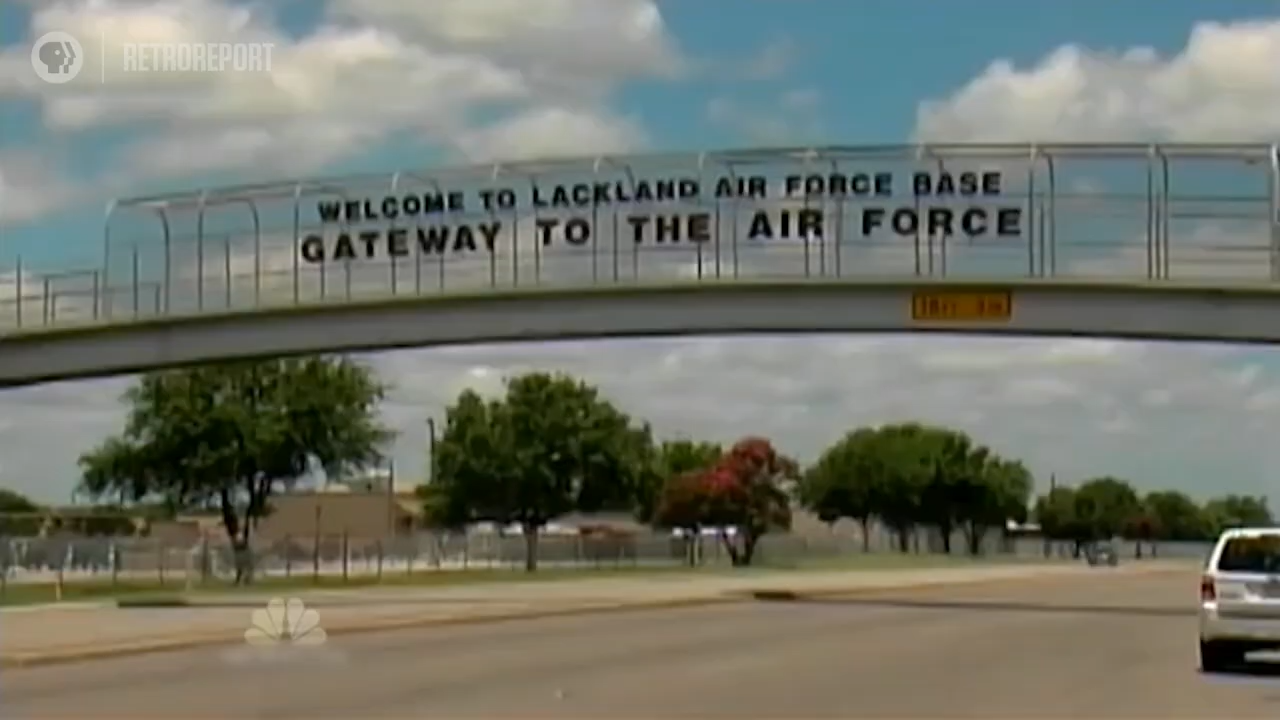 RETROREPORT
WELCOME TO LACKLAND AIR FORCE BASE
GATEWAY TO THE AIR FORCE